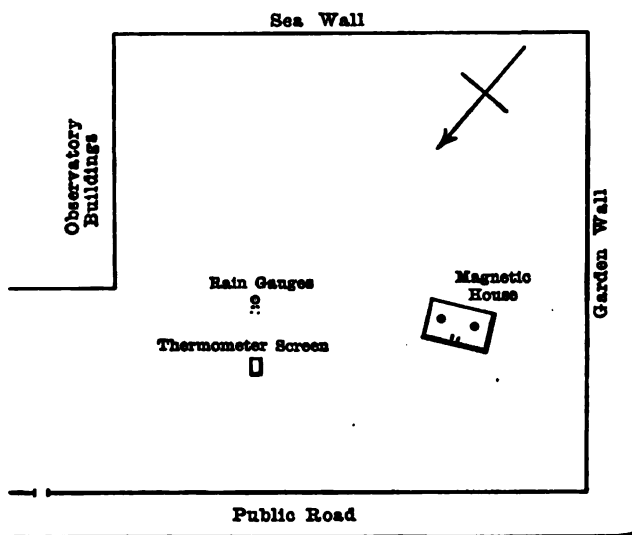 Sea Wall
Observatory
Buildings
Garden Wall
Rain Gauges
Magnetic
House
Thermometer Screen
Public Road